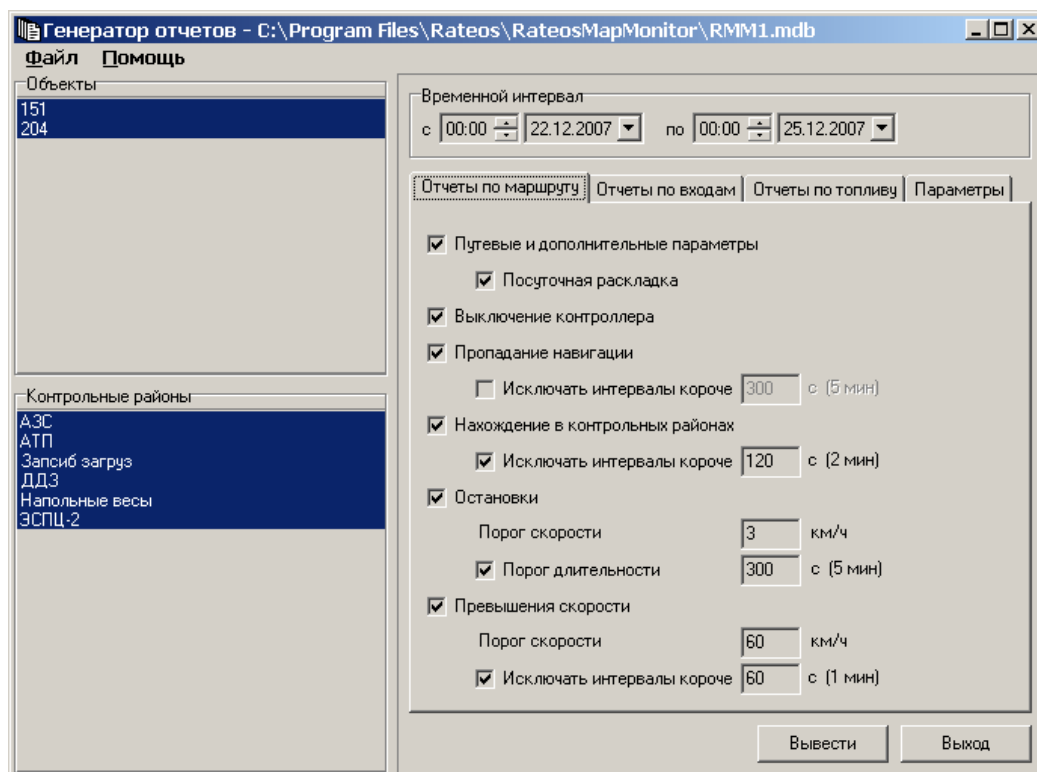 Генератор отчетов - C:\Program Files\Rateos\RateosMapMonitor\RMM1.mdb
Файл Помощь
Объекты
151
204
Контрольные районы
АЗС
АТП
Запсиб загруз
ДДЗ
Напольные весы
ЭСПЦ-2
Временной интервал
с 00:00 22.12.2007 по 00:00 25.12.2007
Отчеты по маршруту Отчеты по входам Отчеты по топливу Параметры
Путевые и дополнительные параметры
Посуточная раскладка
Выключение контроллера
Пропадание навигации
Исключать интервалы короче 300 с (5 мин)
Нахождение в контрольных районах
Исключать интервалы короче 120 с (2 мин)
Остановки
Порог скорости 3 км/ч
Порог длительности 300 с (5 мин)
Превышения скорости
Порог скорости 60 км/ч
Исключать интервалы короче 60 с (1 мин)
Вывести Выход